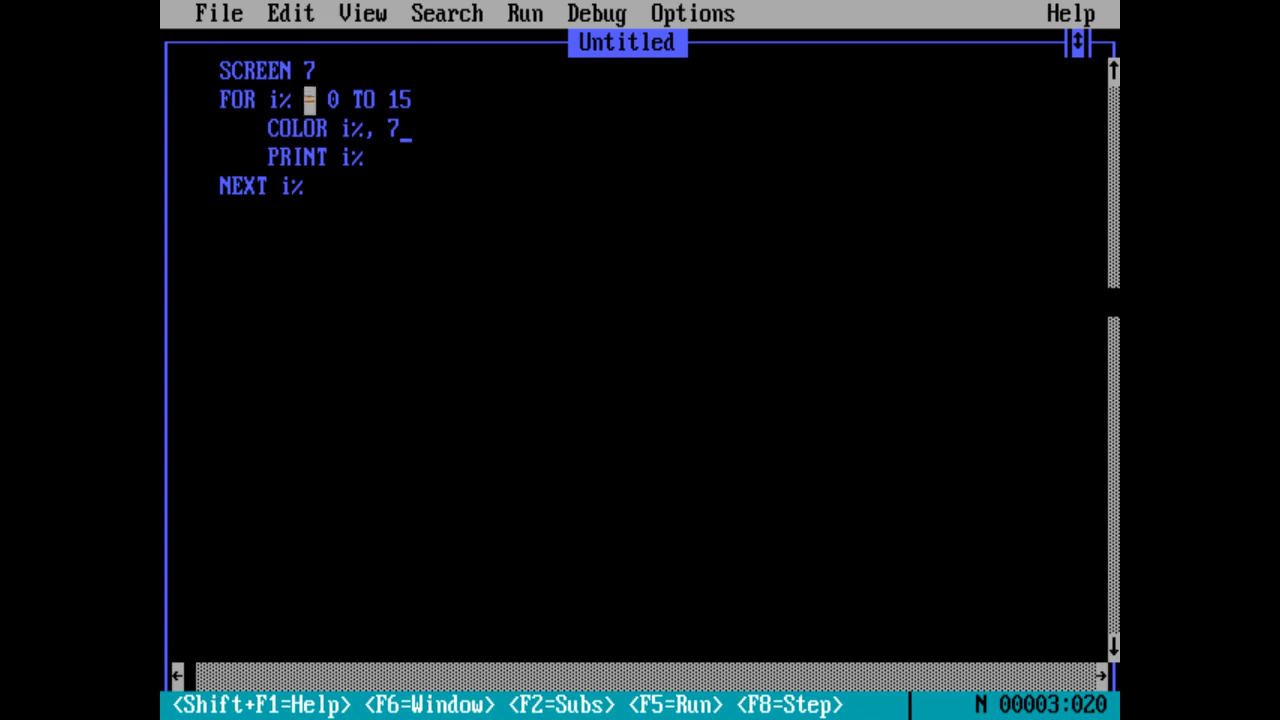 File Edit View Search Run Debug Options Help
Untitled
SCREEN 7
FOR i% = 0 TO 15
    COLOR i%, 7_
    PRINT i%
NEXT i%
<Shift+F1=Help> <F6=Window> <F2=Subs> <F5=Run> <F8=Step> N 00003:020